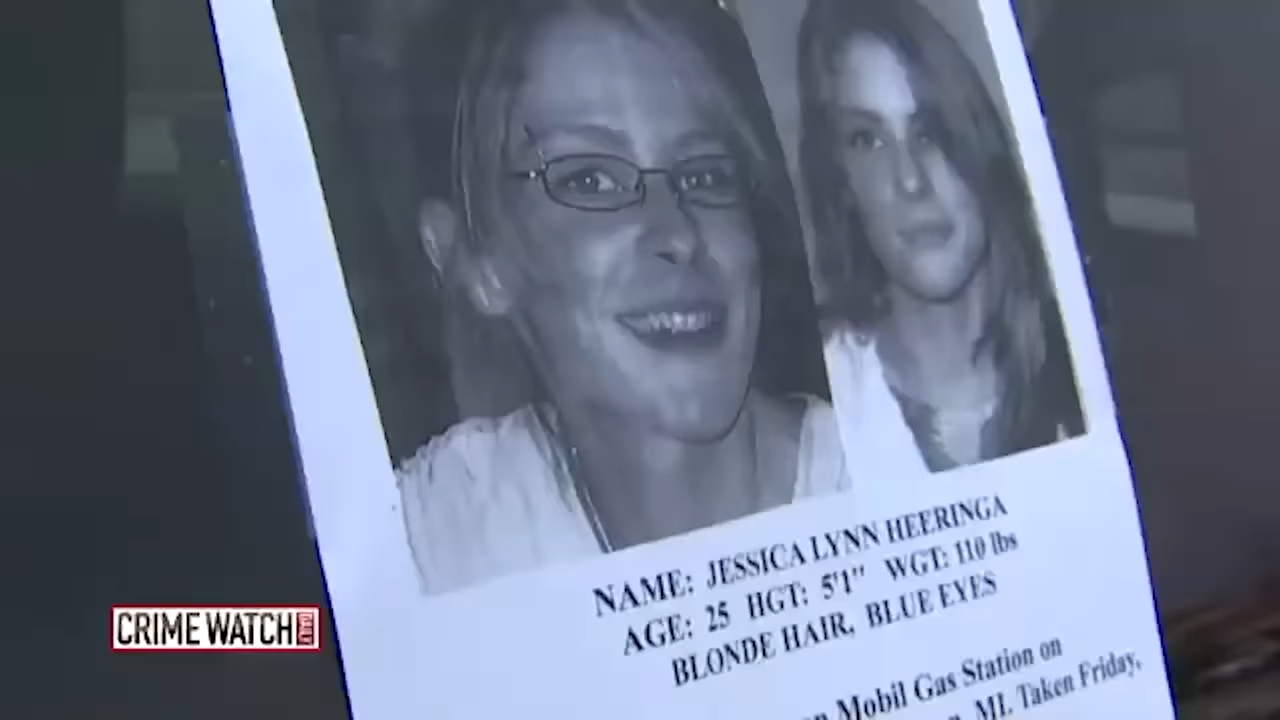 NAME: JESSICA LYNN HEERINGA
AGE: 25 HGT: 5'1" WGT: 110 lbs
BLONDE HAIR, BLUE EYES
Mobil Gas Station on
MI. Taken Friday,
CRIME WATCH DAILY